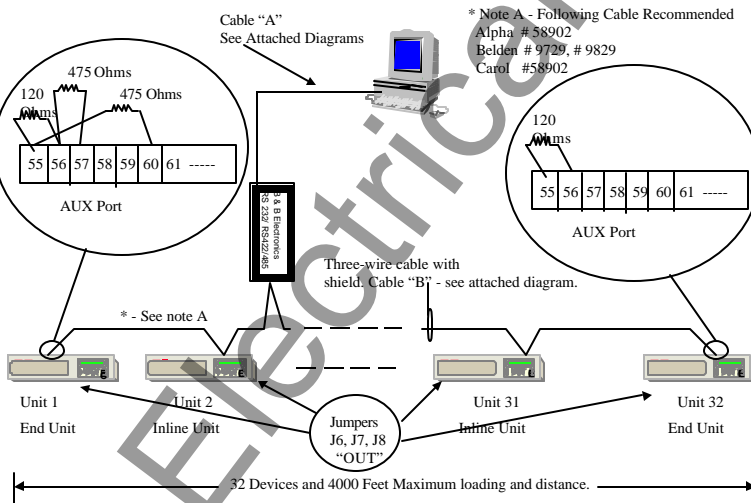 Cable “A”
See Attached Diagrams
* Note A - Following Cable Recommended
Alpha # 58902
Belden # 9729, # 9829
Carol #58902
475 Ohms
120
Ohms
475 Ohms
55 56 57 58 59 60 61 -----
AUX Port
120
Ohms
55 56 57 58 59 60 61 -----
AUX Port
B & B Electronics
RS 232/ RS422/485
Three-wire cable with
shield. Cable “B” - see attached diagram.
* - See note A
Unit 1
End Unit
Unit 2
Inline Unit
Jumpers
J6, J7, J8
“OUT”
Unit 31
Inline Unit
Unit 32
End Unit
32 Devices and 4000 Feet Maximum loading and distance.
Electrical